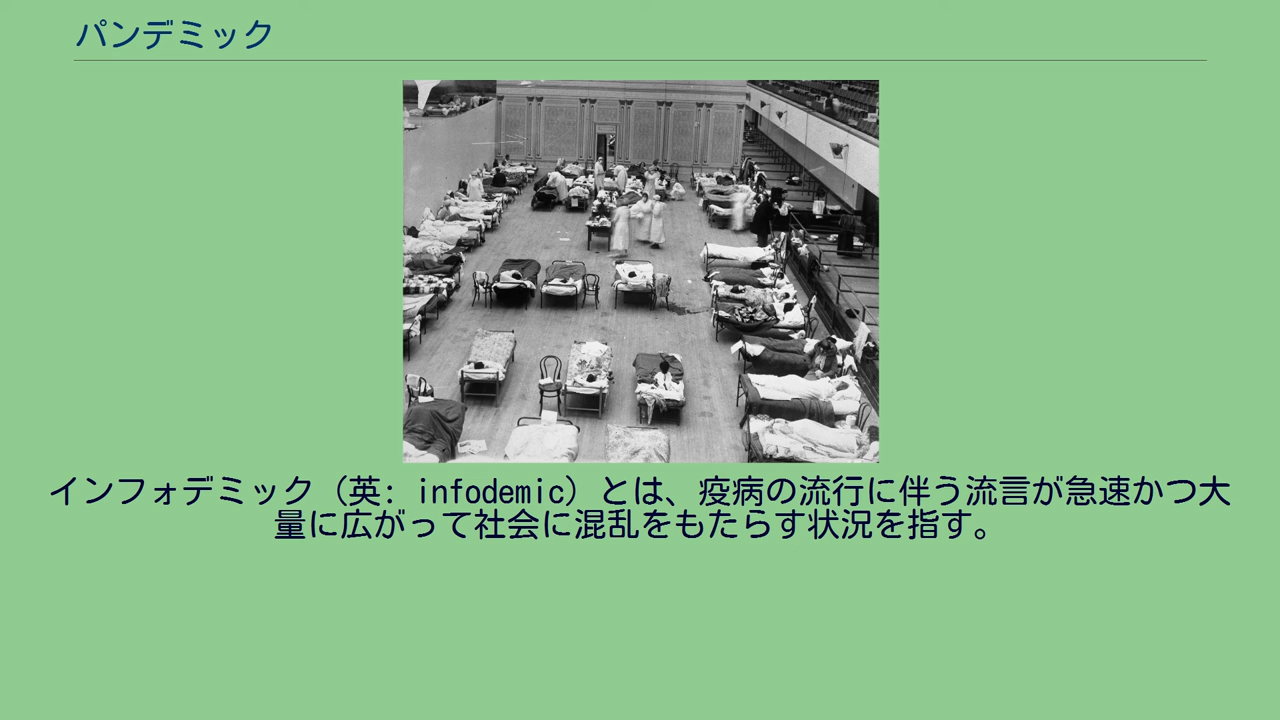 パンデミック
インフォデミック（英: infodemic）とは、疫病の流行に伴う流言が急速かつ大
量に広がって社会に混乱をもたらす状況を指す。